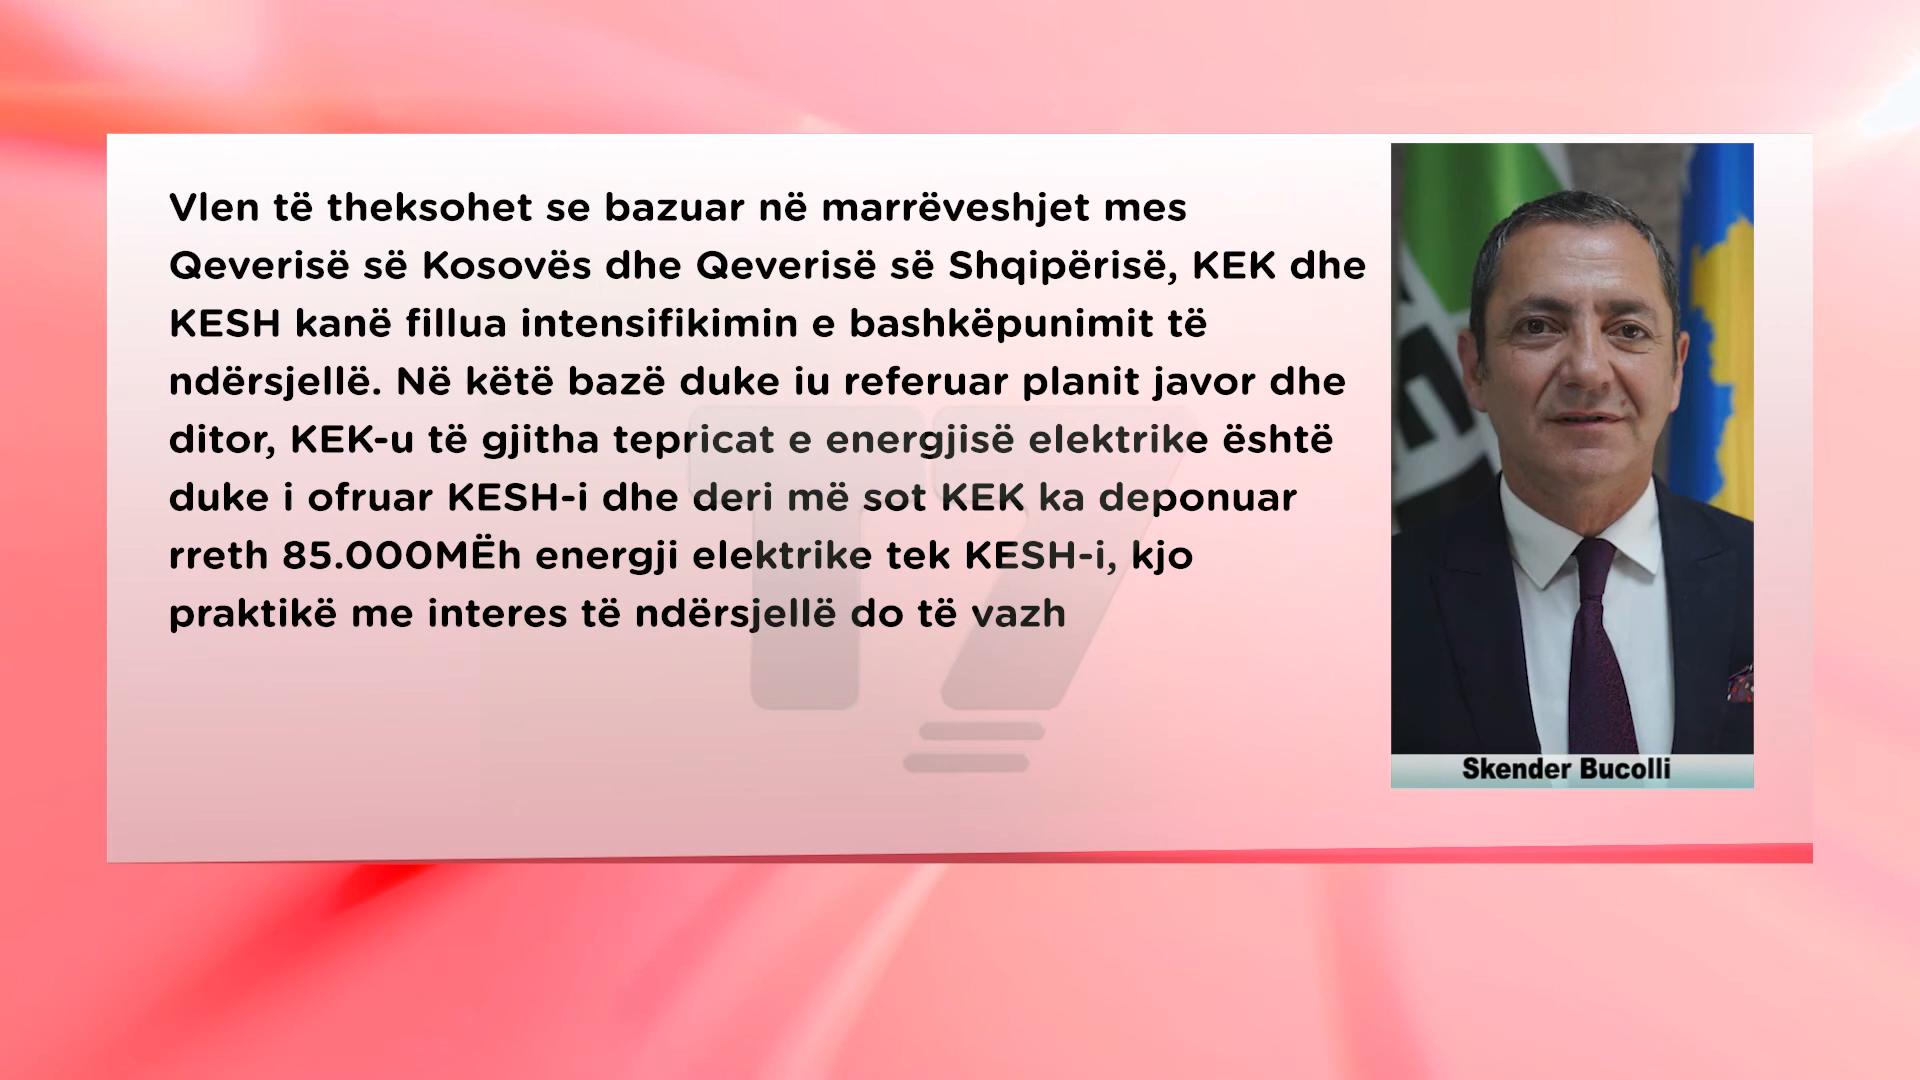 Vlen të theksohet se bazuar në marrëveshjet mes
Qeverisë së Kosovës dhe Qeverisë së Shqipërisë, KEK dhe
KESH kanë fillua intensifikimin e bashkëpunimit të
ndërsjellë. Në këtë bazë duke iu referuar planit javor dhe
ditor, KEK-u të gjitha tepricat e energjisë elektrike është
duke i ofruar KESH-i dhe deri më sot KEK ka deponuar
rreth 85.000MËh energji elektrike tek KESH-i, kjo
praktikë me interes të ndërsjellë do të vazh
T7
Skender Bucolli